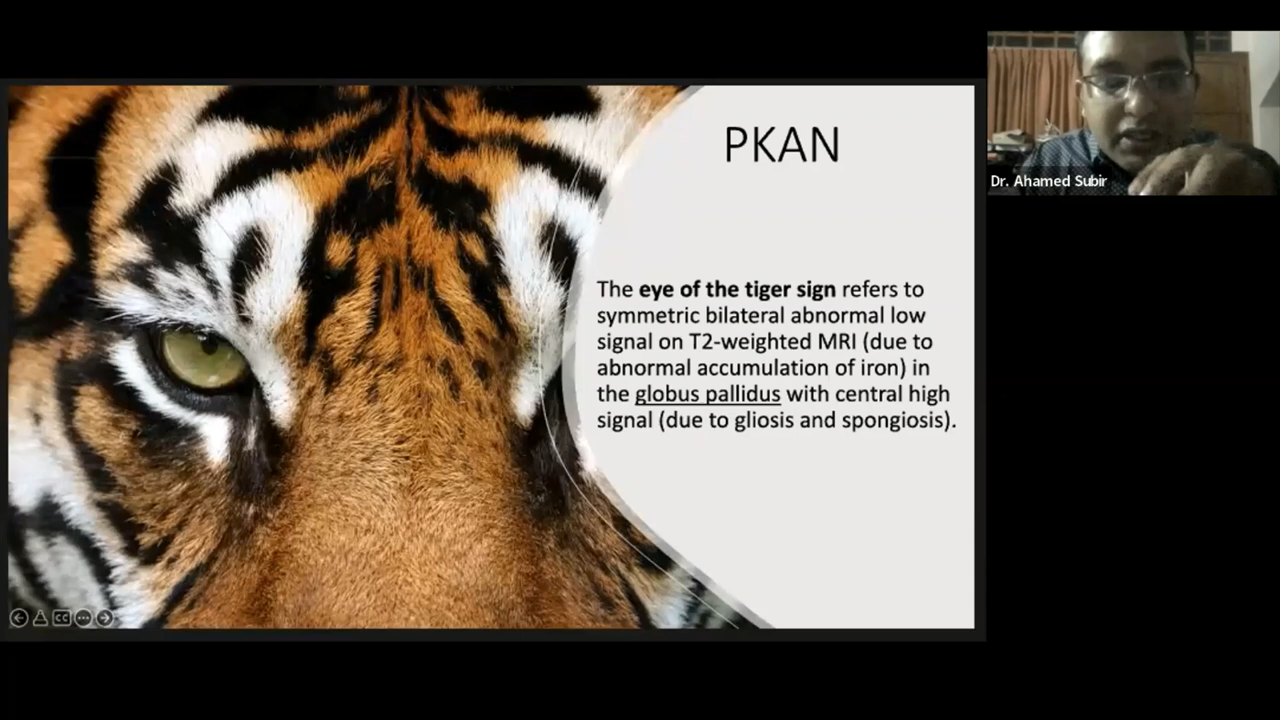 PKAN
The eye of the tiger sign refers to
symmetric bilateral abnormal low
signal on T2-weighted MRI (due to
abnormal accumulation of iron) in
the globus pallidus with central high
signal (due to gliosis and spongiosis).
Dr. Ahamed Subir
CC